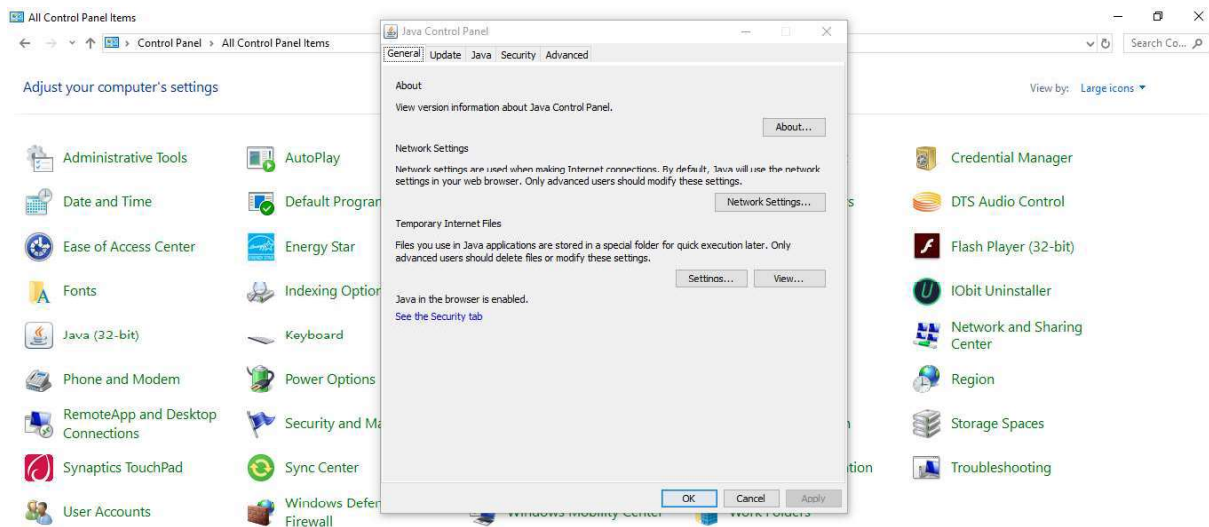 All Control Panel Items
Control Panel > All Control Panel Items
Search Co...
Adjust your computer's settings
View by: Large icons
Administrative Tools
AutoPlay
Credential Manager
Date and Time
Default Progra
DTS Audio Control
Ease of Access Center
Energy Star
Flash Player (32-bit)
Fonts
Indexing Option
IObit Uninstaller
Java (32-bit)
Keyboard
Network and Sharing
Center
Phone and Modem
Power Options
Region
RemoteApp and Desktop
Connections
Security and Ma
Storage Spaces
Synaptics TouchPad
Sync Center
ation
Troubleshooting
User Accounts
Windows Defen
Firewall
Windows Mobility Center
Work Folders
Java Control Panel
General Update Java Security Advanced
About
View version information about Java Control Panel.
About...
Network Settings
Network settings are used when making Internet connections. By default, Java will use the network
settings in your web browser. Only advanced users should modify these settings.
Network Settings...
Temporary Internet Files
Files you use in Java applications are stored in a special folder for quick execution later. Only
advanced users should delete files or modify these settings.
Settings... View...
Java in the browser is enabled.
See the Security tab
OK Cancel Apply